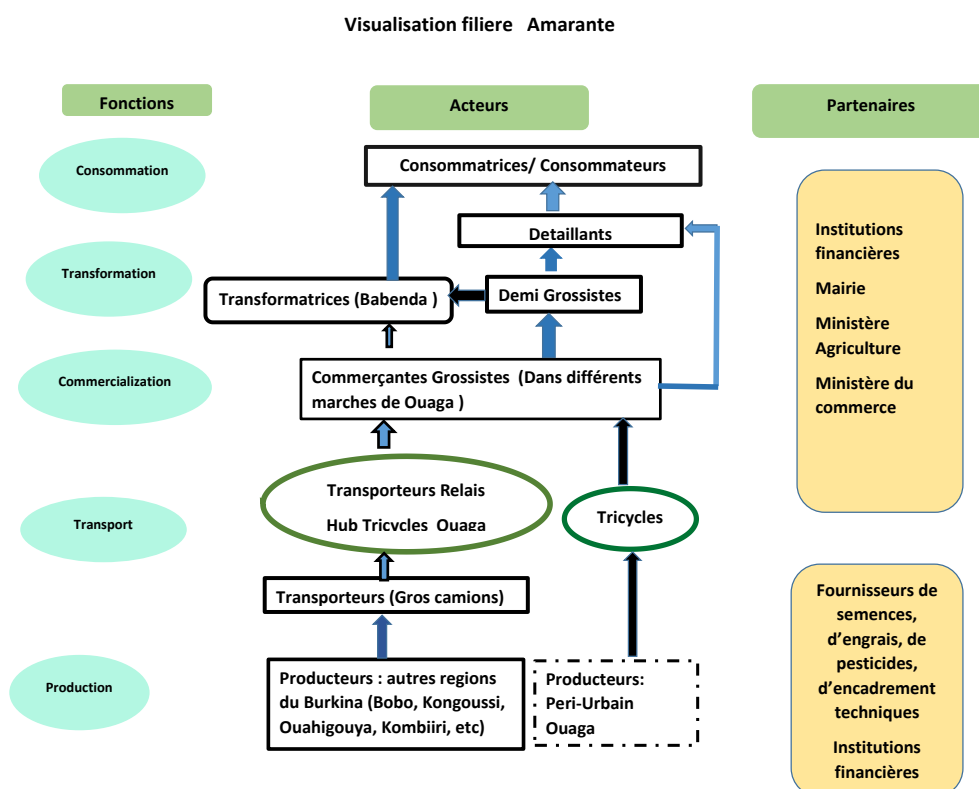 Visualisation filiere Amarante
Fonctions
Acteurs
Partenaires
Consommation
Consommatrices/ Consommateurs
Detaillants
Transformation
Transformatrices (Babenda )
Demi Grossistes
Commercialization
Commerçantes Grossistes (Dans différents
marches de Ouaga )
Institutions
financières
Mairie
Ministère
Agriculture
Ministère du
commerce
Transport
Transporteurs Relais
Hub Tricycles Ouaga
Tricycles
Transporteurs (Gros camions)
Production
Producteurs : autres regions
du Burkina (Bobo, Kongoussi,
Ouahigouya, Kombiiri, etc)
Producteurs:
Peri-Urbain
Ouaga
Fournisseurs de
semences,
d’engrais, de
pesticides,
d’encadrement
techniques
Institutions
financières